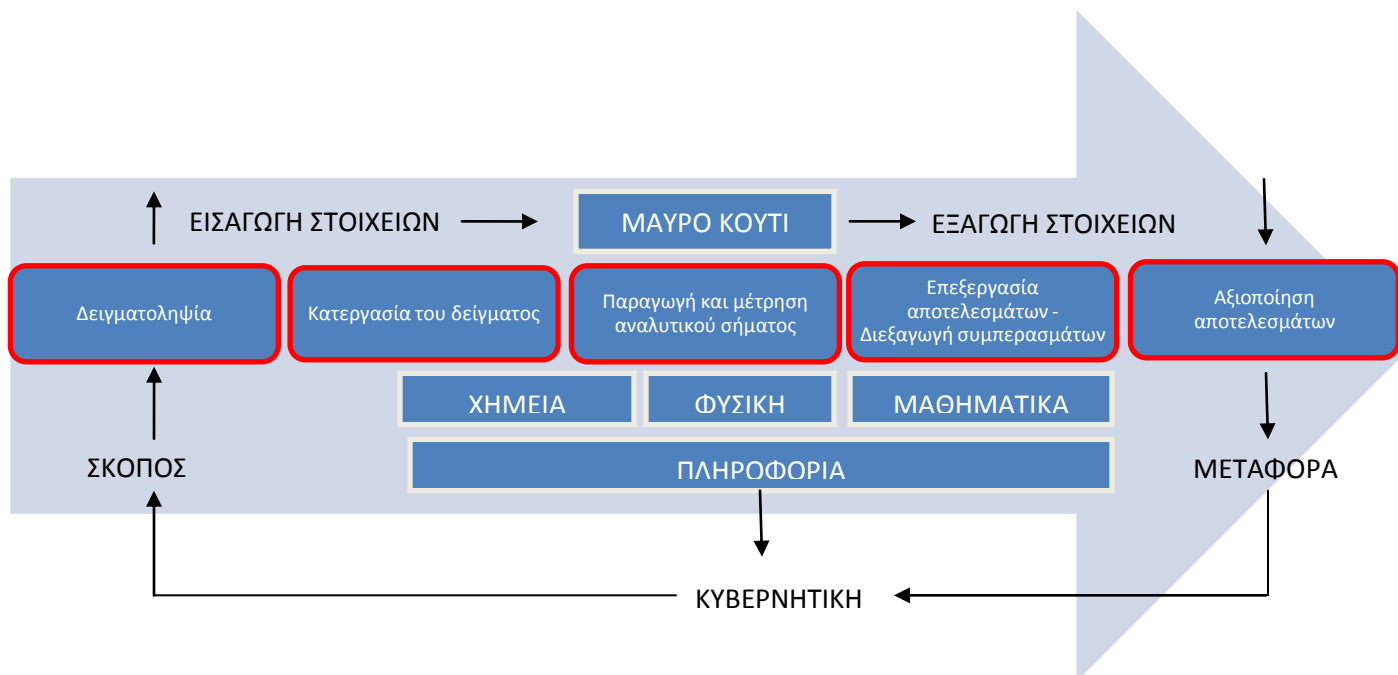 ΕΙΣΑΓΩΓΗ ΣΤΟΙΧΕΙΩΝ
ΜΑΥΡΟ ΚΟΥΤΙ
ΕΞΑΓΩΓΗ ΣΤΟΙΧΕΙΩΝ
Δειγματοληψία
Κατεργασία του δείγματος
Παραγωγή και μέτρηση
αναλυτικού σήματος
Επεξεργασία
αποτελεσμάτων -
Διεξαγωγή συμπερασμάτων
Αξιοποίηση
αποτελεσμάτων
ΧΗΜΕΙΑ
ΦΥΣΙΚΗ
ΜΑΘΗΜΑΤΙΚΑ
ΣΚΟΠΟΣ
ΠΛΗΡΟΦΟΡΙΑ
ΜΕΤΑΦΟΡΑ
ΚΥΒΕΡΝΗΤΙΚΗ